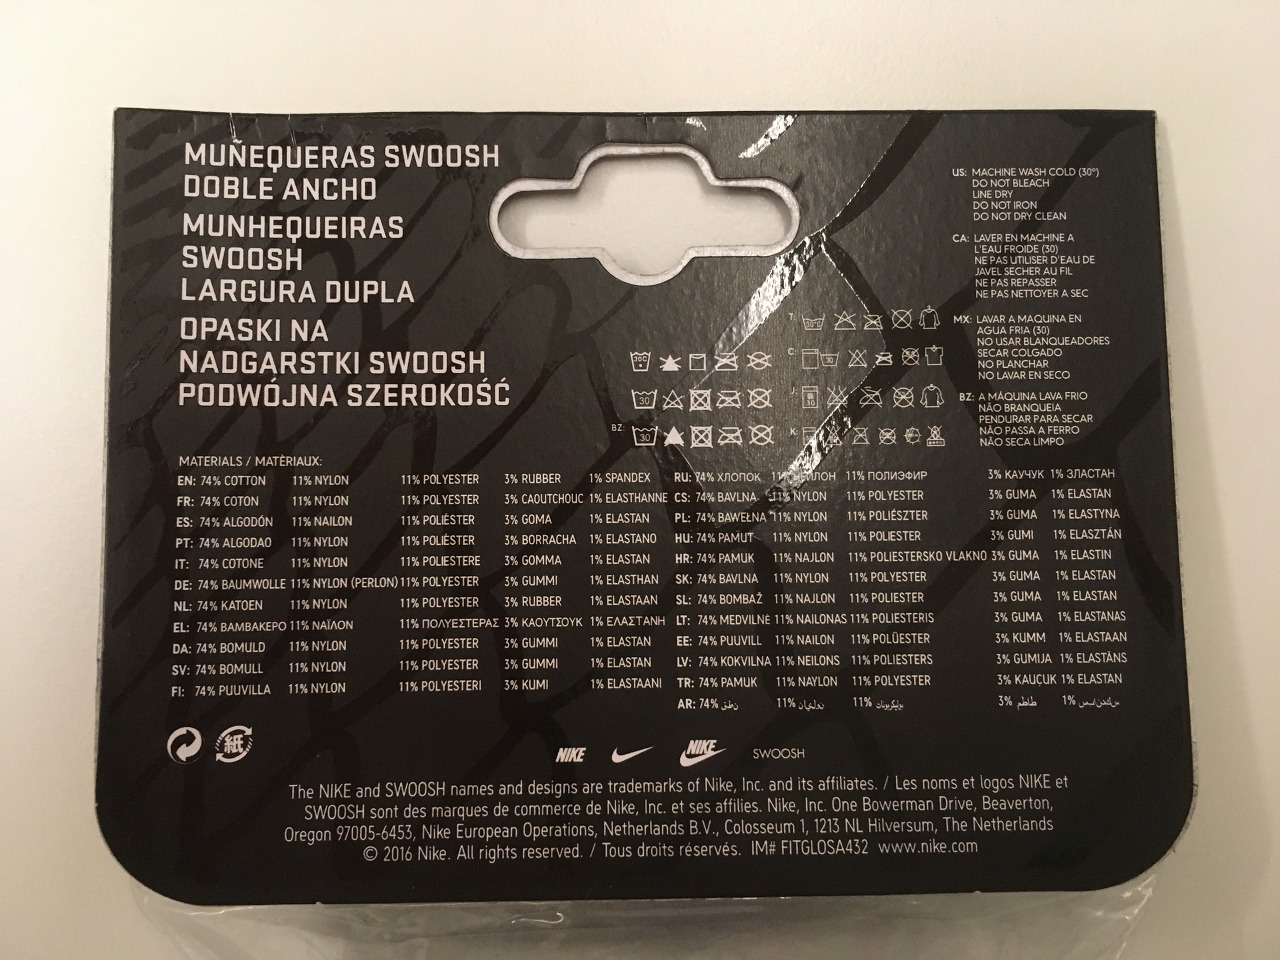 MUÑEQUERAS SWOOSH
DOBLE ANCHO
MUNHEQUEIRAS
SWOOSH
LARGURA DUPLA
OPASKI NA
NADGARSTKI SWOOSH
PODWÓJNA SZEROKOŚĆ
US: MACHINE WASH COLD (30°)
DO NOT BLEACH
LINE DRY
DO NOT IRON
DO NOT DRY CLEAN
CA: LAVER EN MACHINE A
L'EAU FROIDE (30)
NE PAS UTILISER D'EAU DE
JAVEL SECHER AU FIL
NE PAS REPASSER
NE PAS NETTOYER A SEC
MX: LAVAR A MAQUINA EN
AGUA FRIA (30)
NO USAR BLANQUEADORES
SECAR COLGADO
NO PLANCHAR
NO LAVAR EN SECO
BZ: A MÁQUINA LAVA FRIO
NÃO BRANQUEIA
PENDURAR PARA SECAR
NÃO PASSA A FERRO
NÃO SECA LIMPO
T: 30°C
30C C: 30
30 J: 30
BZ: 30 K:
MATERIALS / MATÈRIAUX:
EN: 74% COTTON 11% NYLON 11% POLYESTER 3% RUBBER 1% SPANDEX
FR: 74% COTON 11% NYLON 11% POLYESTER 3% CAOUTCHOUC 1% ELASTHANNE
ES: 74% ALGODÓN 11% NAILON 11% POLIÉSTER 3% GOMA 1% ELASTAN
PT: 74% ALGODAO 11% NYLON 11% POLIÉSTER 3% BORRACHA 1% ELASTANO
IT: 74% COTONE 11% NYLON 11% POLIESTERE 3% GOMMA 1% ELASTAN
DE: 74% BAUMWOLLE 11% NYLON (PERLON) 11% POLYESTER 3% GUMMI 1% ELASTHAN
NL: 74% KATOEN 11% NYLON 11% POLYESTER 3% RUBBER 1% ELASTAAN
EL: 74% ΒΑΜΒΑΚΕΡΟ 11% ΝΑΪΛΟΝ 11% ΠΟΛΥΕΣΤΕΡΑΣ 3% ΚΑΟΥΤΣΟΥΚ 1% ΕΛΑΣΤΑΝΗ
DA: 74% BOMULD 11% NYLON 11% POLYESTER 3% GUMMI 1% ELASTAN
SV: 74% BOMULL 11% NYLON 11% POLYESTER 3% GUMMI 1% ELASTAN
FI: 74% PUUVILLA 11% NYLON 11% POLYESTERI 3% KUMI 1% ELASTAANI
RU: 74% ХЛОПОК 11% 11% ПОЛИЭФИР 3% КАУЧУК 1% ЭЛАСТАН
CS: 74% BAVLNA 11% NYLON 11% POLYESTER 3% GUMA 1% ELASTAN
PL: 74% BAWEŁNA 11% NYLON 11% POLIÉSZTER 3% GUMA 1% ELASTYNA
HU: 74% PAMUT 11% NYLON 11% POLIESTER 3% GUMI 1% ELASZTÁN
HR: 74% PAMUK 11% NAJLON 11% POLIESTERSKO VLAKNO 3% GUMA 1% ELASTIN
SK: 74% BAVLNA 11% NYLON 11% POLYESTER 3% GUMA 1% ELASTAN
SL: 74% BOMBAŽ 11% NAJLON 11% POLIESTER 3% GUMA 1% ELASTAN
LT: 74% MEDVILNĖ 11% NAILONAS 11% POLIESTERIS 3% GUMA 1% ELASTANAS
EE: 74% PUUVILL 11% NAILON 11% POLÜESTER 3% KUMM 1% ELASTAAN
LV: 74% KOKVILNA 11% NEILONS 11% POLIESTERS 3% GUMIJA 1% ELASTĀNS
TR: 74% PAMUK 11% NAYLON 11% POLYESTER 3% KAUÇUK 1% ELASTAN
AR: 74% 11% 11% 3% 1%
紙
NIKE NIKE SWOOSH
The NIKE and SWOOSH names and designs are trademarks of Nike, Inc. and its affiliates. / Les noms et logos NIKE et
SWOOSH sont des marques de commerce de Nike, Inc. et ses affilies. Nike, Inc. One Bowerman Drive, Beaverton,
Oregon 97005-6453, Nike European Operations, Netherlands B.V., Colosseum 1, 1213 NL Hilversum, The Netherlands
© 2016 Nike. All rights reserved. / Tous droits réservés. IM# FITGLOSA432 www.nike.com